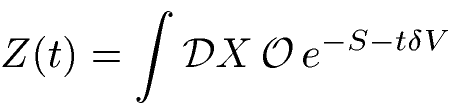 Z(t) = ∫ 𝒟X 𝒪 e^{−S−tδV}